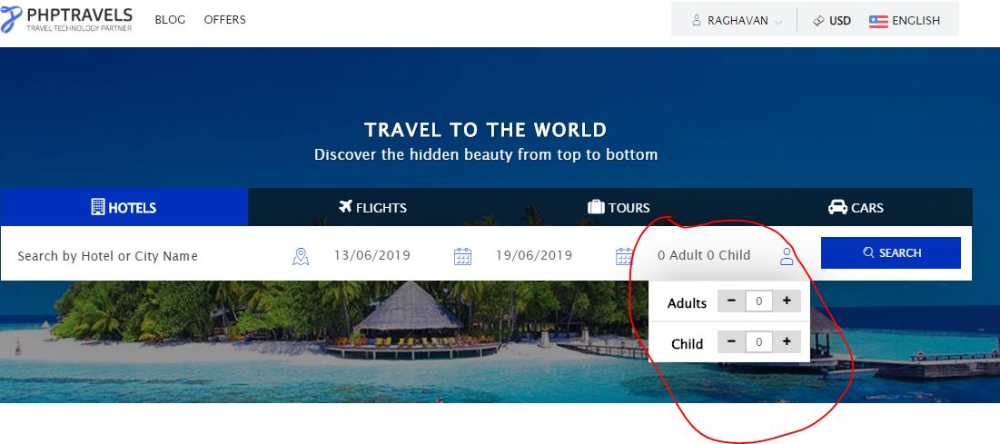 PHPTRAVELS
TRAVEL TECHNOLOGY PARTNER
BLOG OFFERS
RAGHAVAN USD ENGLISH
TRAVEL TO THE WORLD
Discover the hidden beauty from top to bottom
HOTELS FLIGHTS TOURS CARS
Search by Hotel or City Name 13/06/2019 19/06/2019 0 Adult 0 Child SEARCH
Adults − 0 +
Child − 0 +